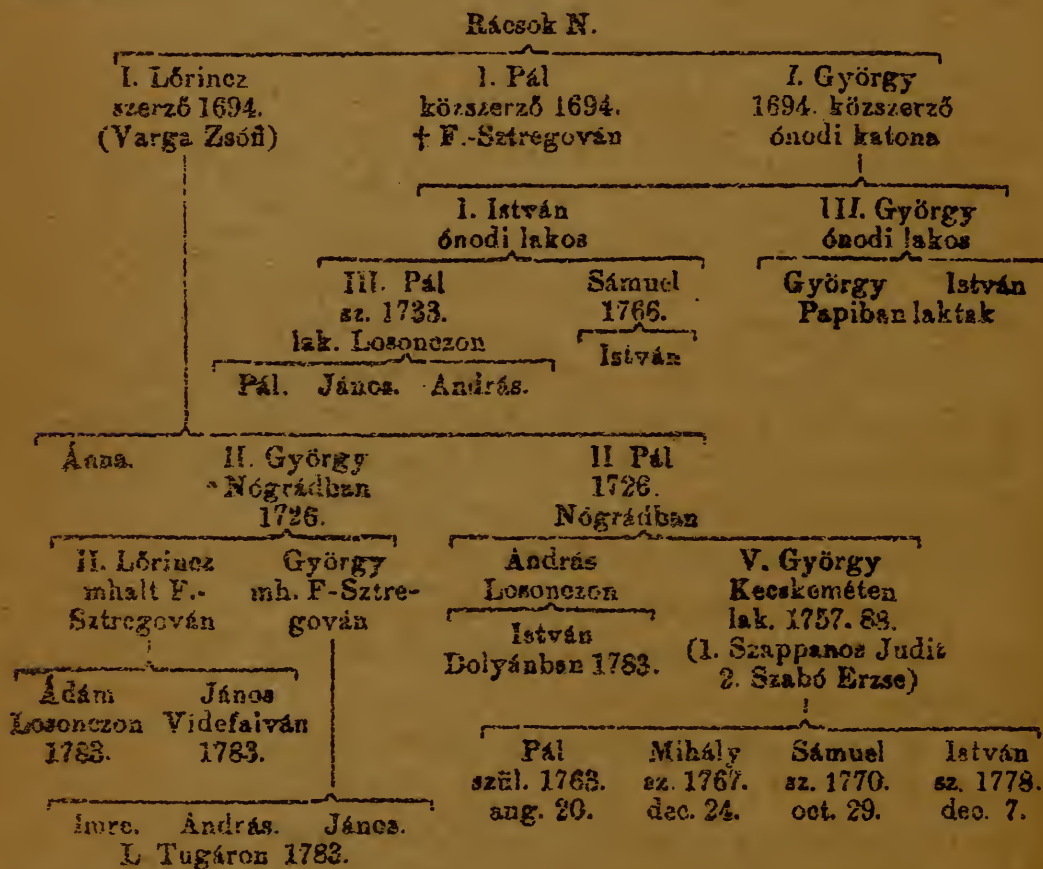 Rácsok N.
I. Lőrincz I. Pál I. György
szerző 1694. közszerző 1694. 1694. közszerző
(Varga Zsófi) † F.-Sztregován ónodi katona
I. István III. György
ónodi lakos ónodi lakos
III. Pál Sámuel György István
sz. 1733. 1766. Papiban laktak
lak. Losonczon István
Pál. János. András.
Anna. II. György II Pál
Nógrádban 1726.
1726. Nógrádban
II. Lőrincz György András V. György
mhalt F.- mh. F-Sztre- Losonczon Kecskométen
Sztregován gován István lak. 1757. 88.
Dolyánban 1783. (1. Szappanos Judit
2. Szabó Erzse)
Ádám János
Losonczon Videfalván
1783. 1783.
Pál Mihály Sámuel István
szül. 1763. sz. 1767. sz. 1770. sz. 1778.
aug. 20. dec. 24. oct. 29. dec. 7.
Imre. András. János.
L Tugáron 1783.